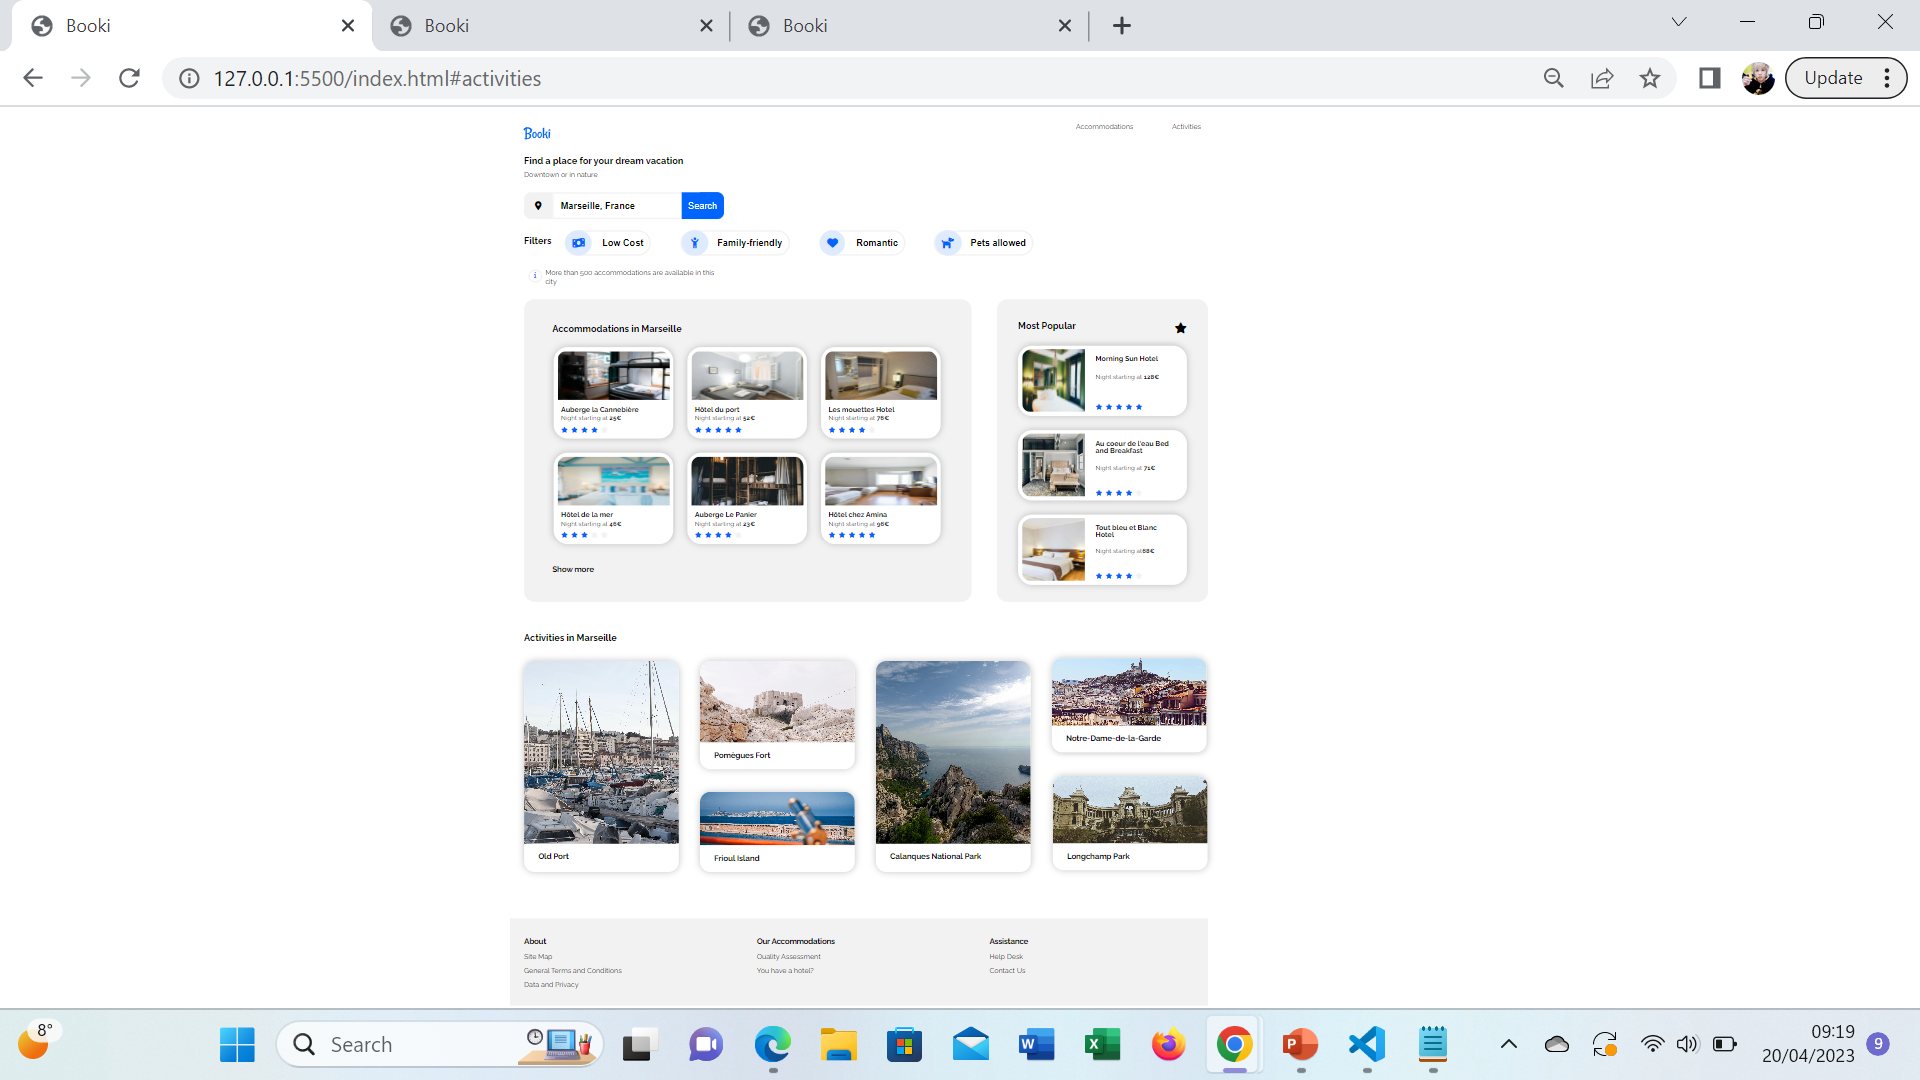 Booki
Booki
Booki
127.0.0.1:5500/index.html#activities
Update
Booki
Accommodations
Activities
Find a place for your dream vacation
Downtown or in nature
Marseille, France
Search
Filters
Low Cost
Family-friendly
Romantic
Pets allowed
i
More than 500 accommodations are available in this
city
Accommodations in Marseille
Auberge la Cannebière
Night starting at 25€
Hôtel du port
Night starting at 52€
Les mouettes Hotel
Night starting at 76€
Hôtel de la mer
Night starting at 46€
Auberge Le Panier
Night starting at 23€
Hôtel chez Amina
Night starting at 96€
Show more
Most Popular
Morning Sun Hotel
Night starting at 128€
Au coeur de l'eau Bed
and Breakfast
Night starting at 71€
Tout bleu et Blanc
Hotel
Night starting at68€
Activities in Marseille
Old Port
Pomègues Fort
Frioul Island
Calanques National Park
Notre-Dame-de-la-Garde
Longchamp Park
About
Site Map
General Terms and Conditions
Data and Privacy
Our Accommodations
Quality Assessment
You have a hotel?
Assistance
Help Desk
Contact Us
8°
Search
W
X
P
09:19
20/04/2023
9